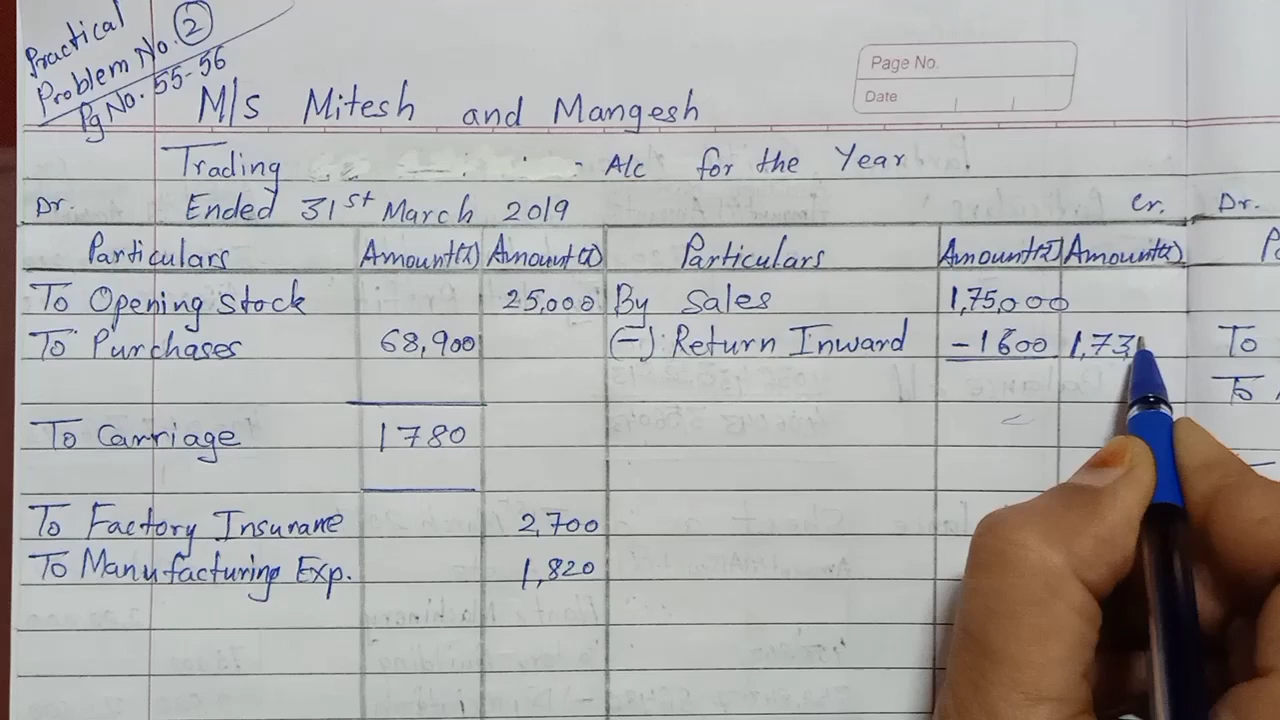 Practical
Problem No. 2
Pg No. 55-56
Page No.
Date
M/s Mitesh and Mangesh
Trading A/c for the Year
Dr. Ended 31st March 2019 Cr. Dr.
Particulars Amount(₹) Amount(₹) Particulars Amount(₹) Amount(₹)
To Opening Stock 25,000 By Sales 1,75,000
To Purchases 68,900 (-) Return Inward -1600 1,73 To
To
To Carriage 1780
To Factory Insurane 2,700
To Manufacturing Exp. 1,820